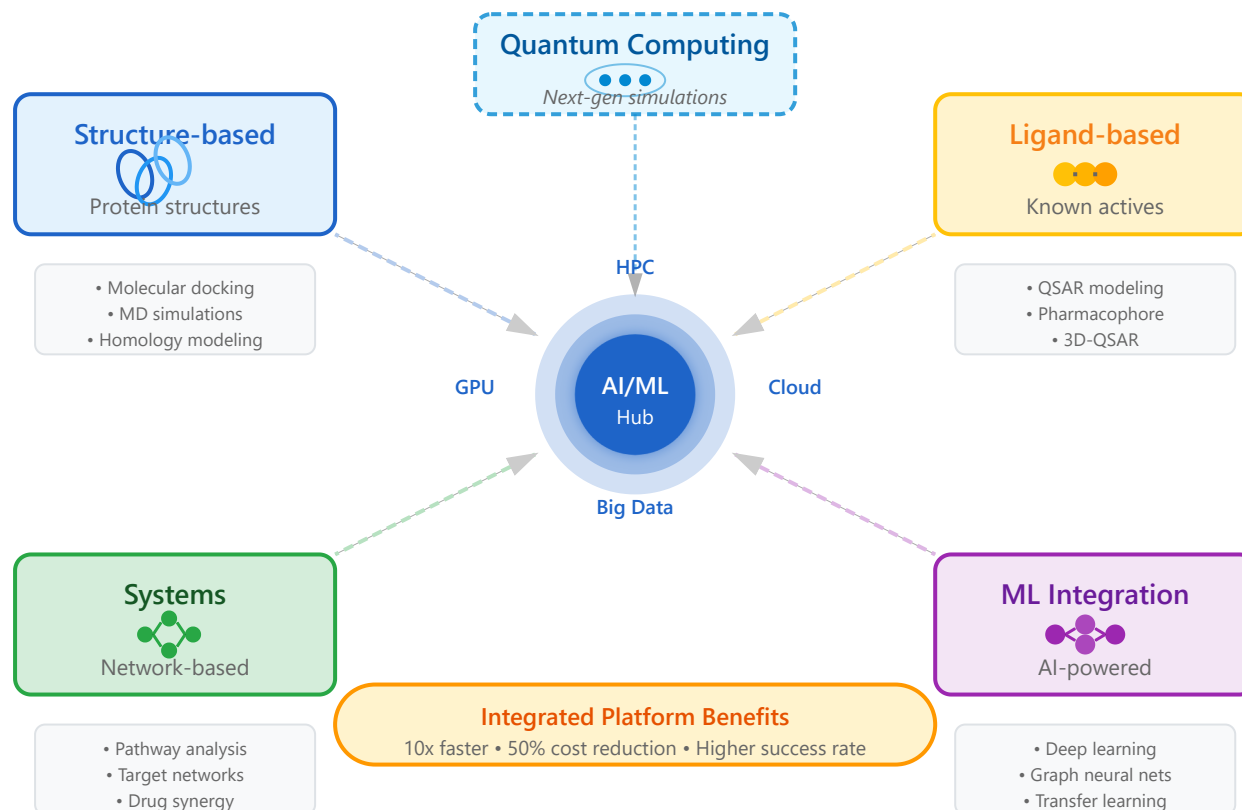 Quantum Computing
Next-gen simulations
Structure-based
Protein structures
• Molecular docking
• MD simulations
• Homology modeling
Ligand-based
Known actives
• QSAR modeling
• Pharmacophore
• 3D-QSAR
HPC
GPU
AI/ML
Hub
Cloud
Big Data
Systems
Network-based
• Pathway analysis
• Target networks
• Drug synergy
ML Integration
AI-powered
• Deep learning
• Graph neural nets
• Transfer learning
Integrated Platform Benefits
10x faster • 50% cost reduction • Higher success rate